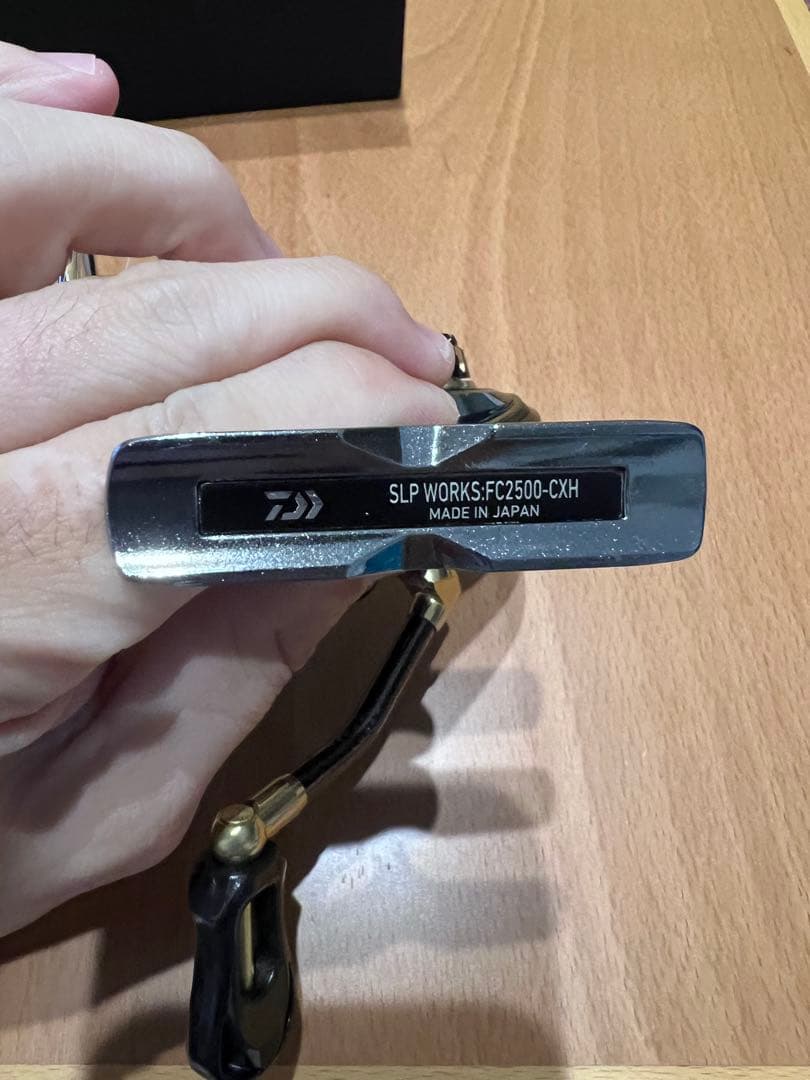 SLP WORKS:FC2500-CXH
MADE IN JAPAN